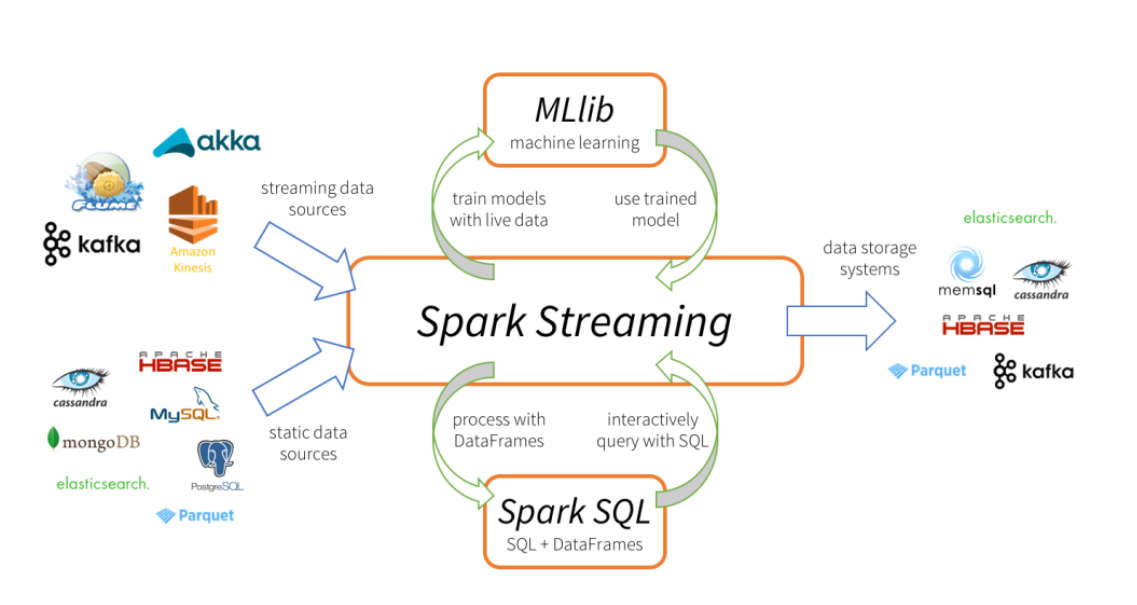 MLlib
machine learning
akka
FLUME
kafka
Amazon
Kinesis
streaming data
sources
train models
with live data
use trained
model
Spark Streaming
data storage
systems
elasticsearch.
memsql
cassandra
APACHE
HBASE
Parquet
kafka
APACHE
HBASE
cassandra
MySQL
mongoDB
PostgreSQL
elasticsearch.
Parquet
static data
sources
process with
DataFrames
interactively
query with SQL
Spark SQL
SQL + DataFrames